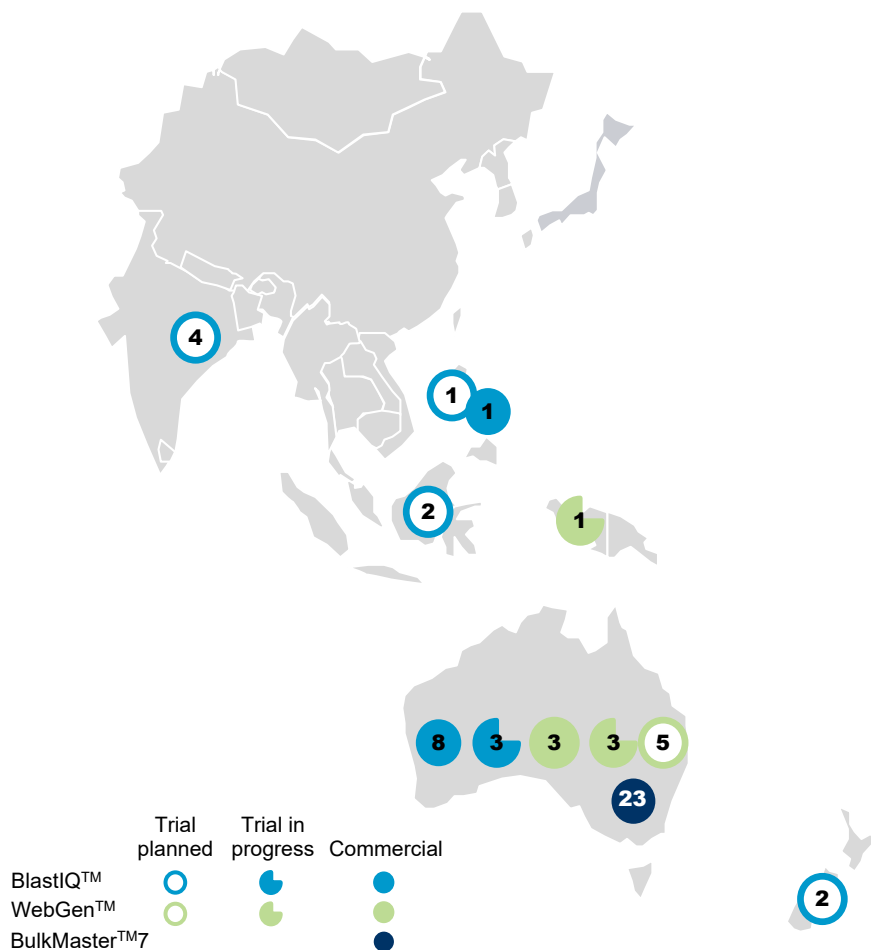 4
1
1
2
1
8
3
3
3
5
23
Trial planned
Trial in progress
Commercial
BlastIQ™
WebGen™
BulkMaster™7
2